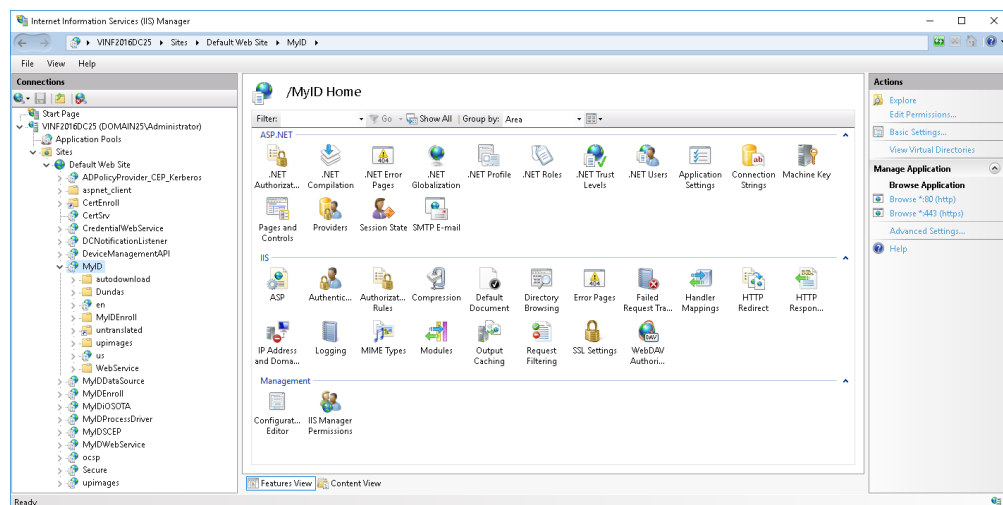 Internet Information Services (IIS) Manager
VINF2016DC25 Sites Default Web Site MyID
File View Help
Connections
Start Page
VINF2016DC25 (DOMAIN25\Administrator)
Application Pools
Sites
Default Web Site
ADPolicyProvider_CEP_Kerberos
aspnet_client
CertEnroll
CertSrv
CredentialWebService
DCNotificationListener
DeviceManagementAPI
MyID
autodownload
Dundas
en
MyIDEnroll
untranslated
upimages
us
WebService
MyIDDataSource
MyIDEnroll
MyIDiOSOTA
MyIDProcessDriver
MyIDSCEP
MyIDWebService
ocsp
Secure
upimages
/MyID Home
Filter: Go Show All Group by: Area
ASP.NET
.NET Authorizat... .NET Compilation .NET Error Pages .NET Globalization .NET Profile .NET Roles .NET Trust Levels .NET Users Application Settings Connection Strings Machine Key
Pages and Controls Providers Session State SMTP E-mail
IIS
ASP Authentic... Authorizat... Rules Compression Default Document Directory Browsing Error Pages Failed Request Tra... Handler Mappings HTTP Redirect HTTP Respon...
IP Address and Doma... Logging MIME Types Modules Output Caching Request Filtering SSL Settings WebDAV Authori...
Management
Configurat... Editor IIS Manager Permissions
Features View Content View
Actions
Explore
Edit Permissions...
Basic Settings...
View Virtual Directories
Manage Application
Browse Application
Browse *:80 (http)
Browse *:443 (https)
Advanced Settings...
Help
Ready